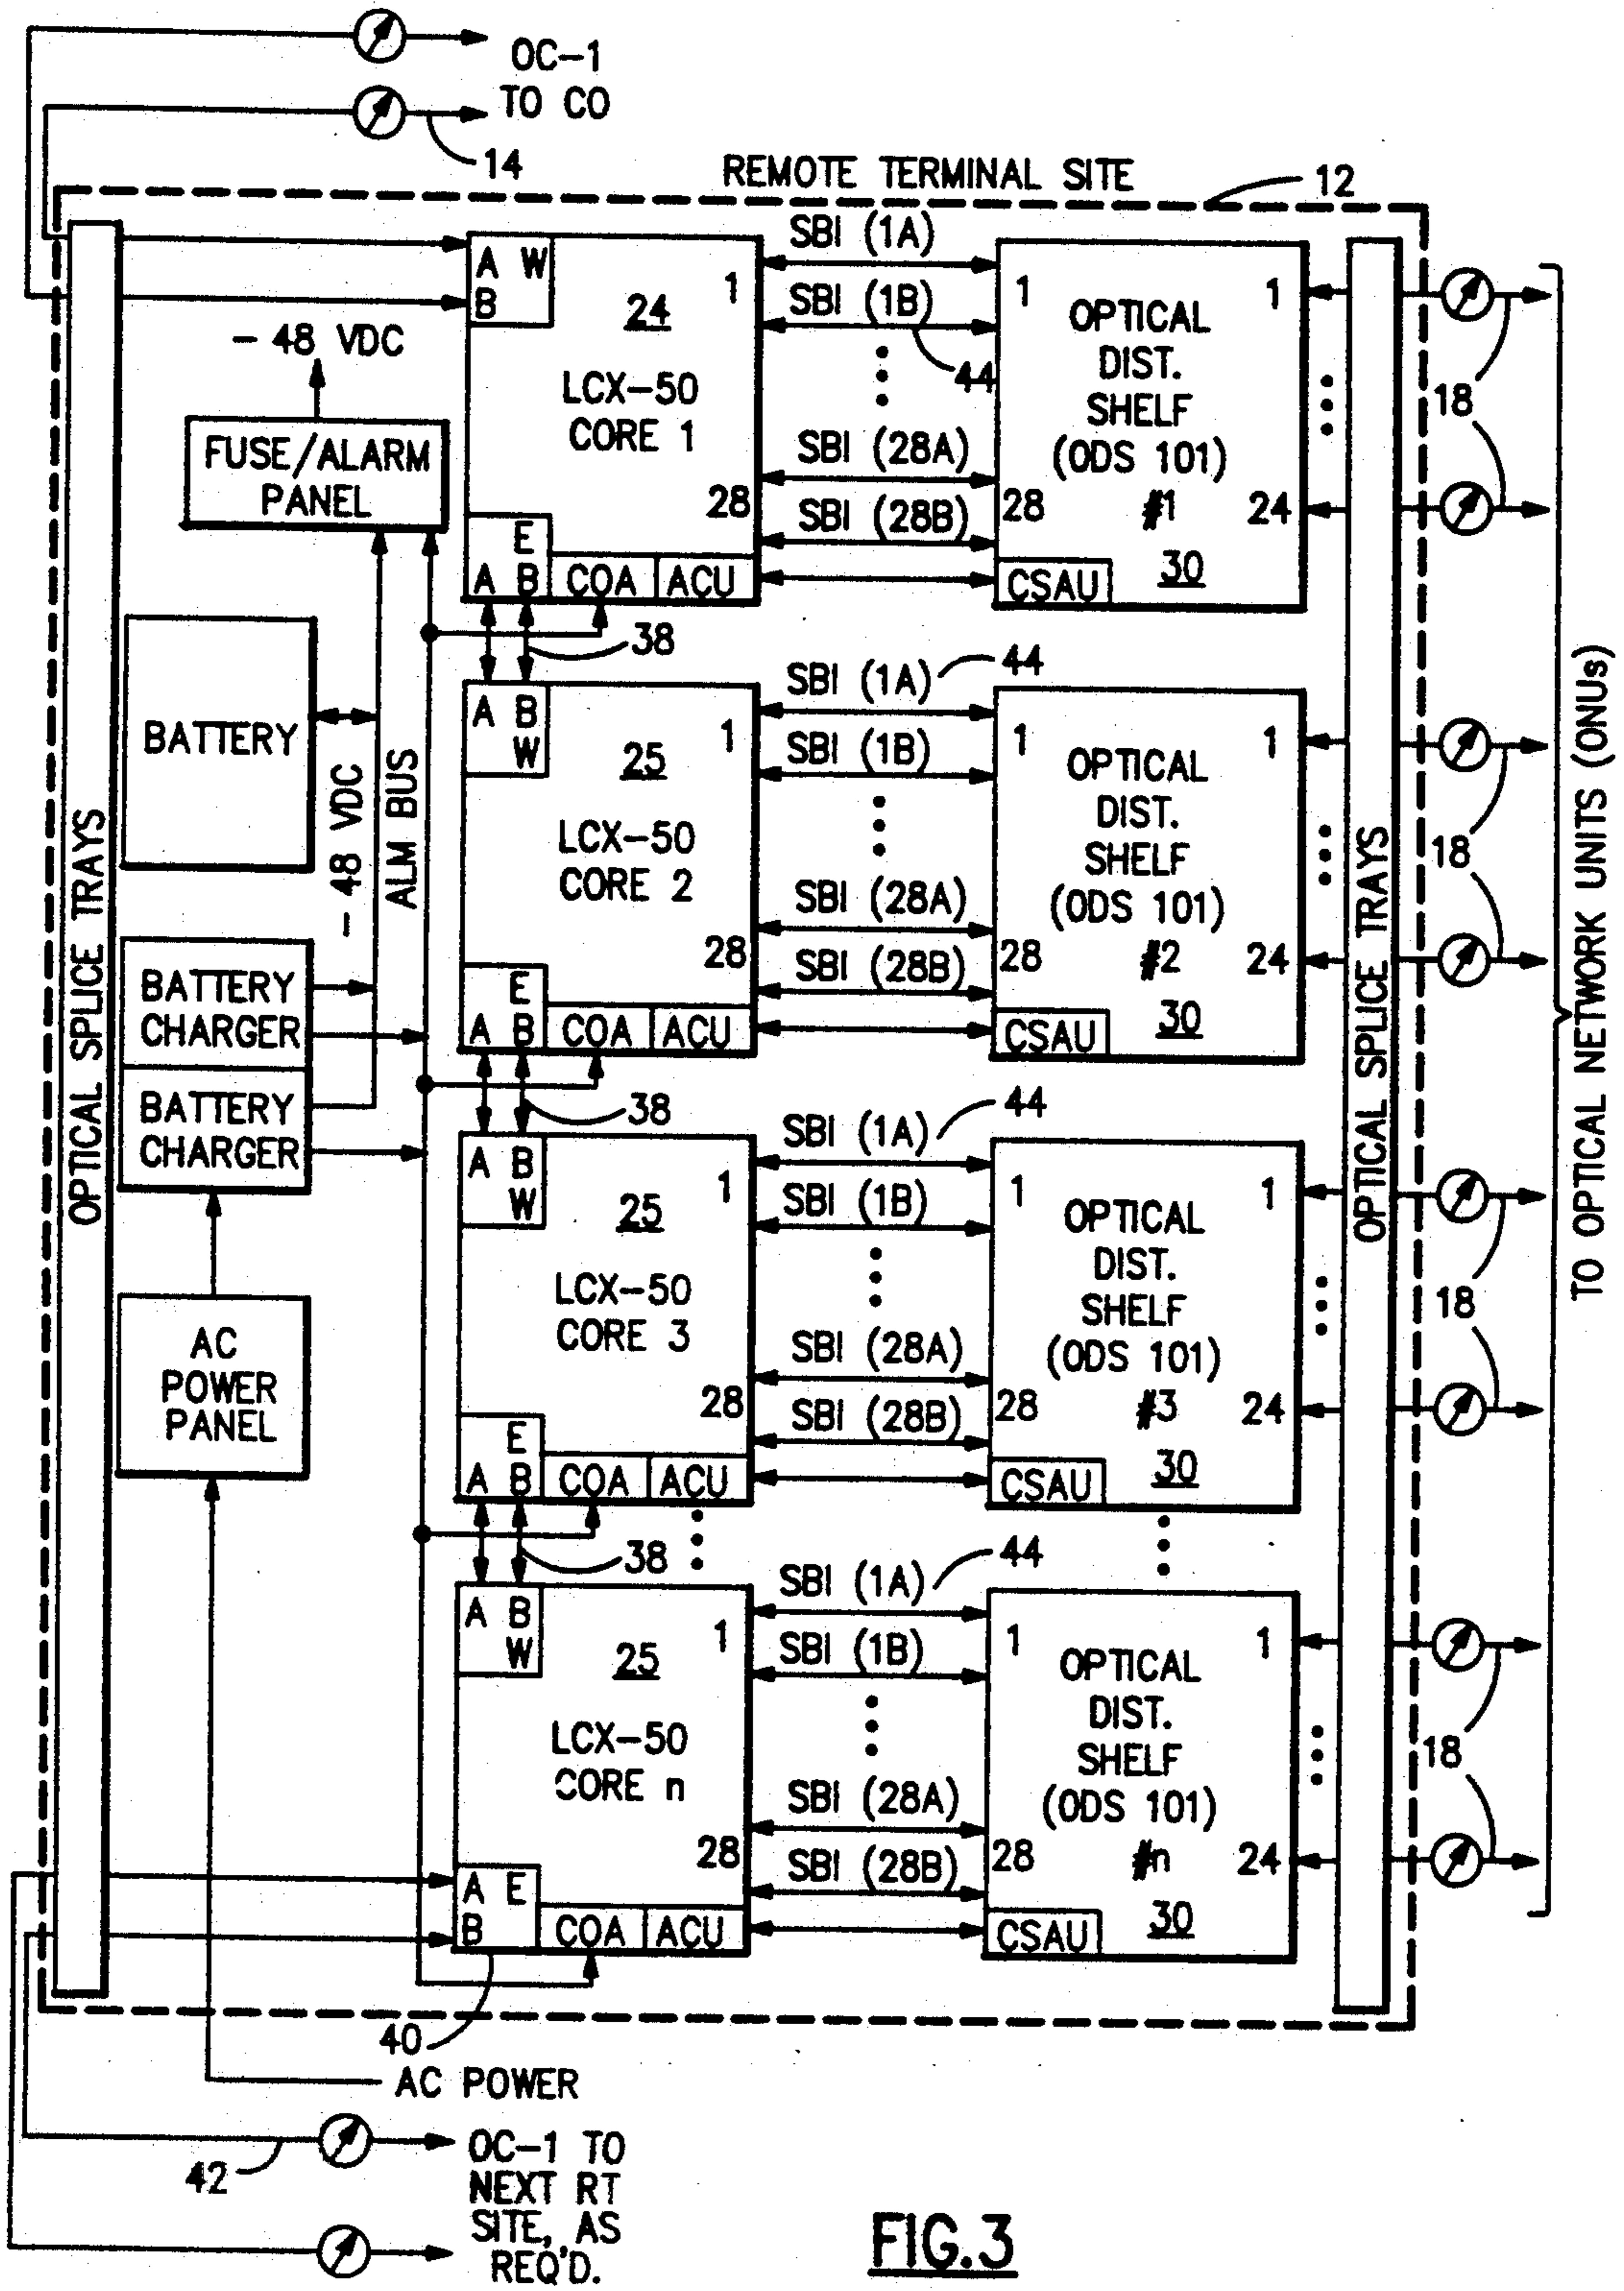 OC-1
TO CO
14
REMOTE TERMINAL SITE
12
OPTICAL SPLICE TRAYS
A W
B
24
1
LCX-50
CORE 1
28
E
A B
COA
ACU
SBI (1A)
SBI (1B)
44
SBI (28A)
SBI (28B)
1
OPTICAL
DIST.
SHELF
(ODS 101)
#1
30
28
CSAU
1
24
18
- 48 VDC
FUSE/ALARM
PANEL
38
BATTERY
- 48 VDC
ALM BUS
A B
W
25
1
LCX-50
CORE 2
28
E
A B
COA
ACU
SBI (1A)
44
SBI (1B)
SBI (28A)
SBI (28B)
1
OPTICAL
DIST.
SHELF
(ODS 101)
#2
30
28
CSAU
1
24
18
OPTICAL SPLICE TRAYS
TO OPTICAL NETWORK UNITS (ONUs)
BATTERY
CHARGER
BATTERY
CHARGER
38
AC
POWER
PANEL
A B
W
25
1
LCX-50
CORE 3
28
E
A B
COA
ACU
SBI (1A)
44
SBI (1B)
SBI (28A)
SBI (28B)
1
OPTICAL
DIST.
SHELF
(ODS 101)
#3
30
28
CSAU
1
24
18
38
A B
W
25
1
LCX-50
CORE n
28
A E
B
COA
ACU
SBI (1A)
44
SBI (1B)
SBI (28A)
SBI (28B)
1
OPTICAL
DIST.
SHELF
(ODS 101)
#n
30
28
CSAU
1
24
18
40
AC POWER
42
OC-1 TO
NEXT RT
SITE, AS
REQ'D.
FIG.3